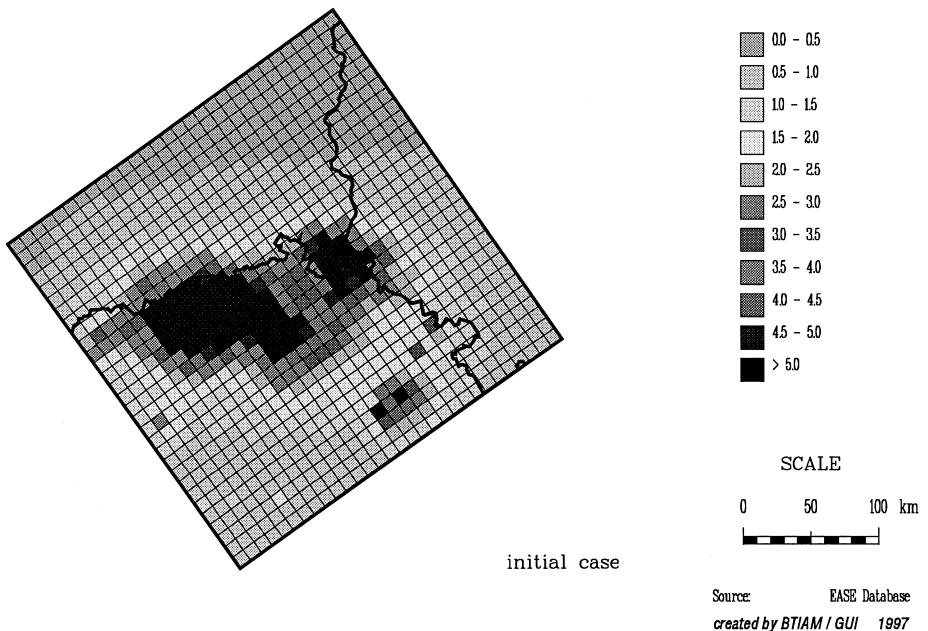 0.0 - 0.5
0.5 - 1.0
1.0 - 1.5
1.5 - 2.0
2.0 - 2.5
2.5 - 3.0
3.0 - 3.5
3.5 - 4.0
4.0 - 4.5
4.5 - 5.0
> 5.0
SCALE
0 50 100 km
initial case
Source: EASE Database
created by BTIAM / GUI 1997